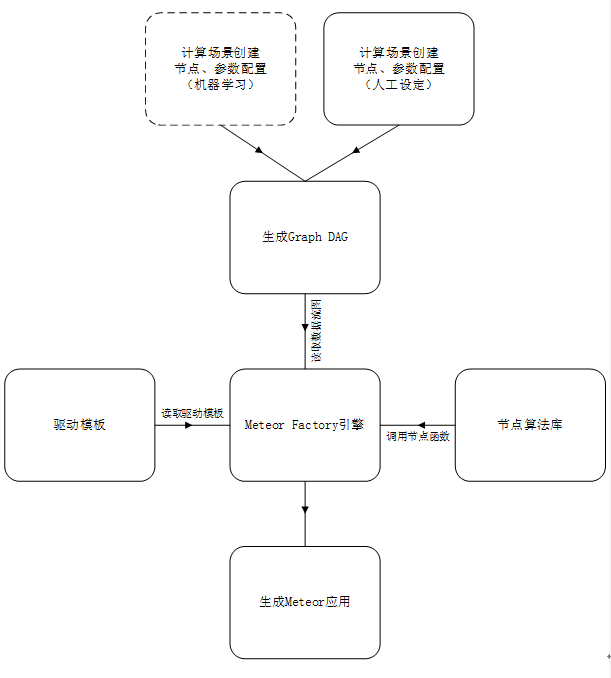 计算场景创建
节点、参数配置
（机器学习）
计算场景创建
节点、参数配置
（人工设定）
生成Graph DAG
读取数据流图
驱动模板
读取驱动模板
Meteor Factory引擎
调用节点函数
节点算法库
生成Meteor应用